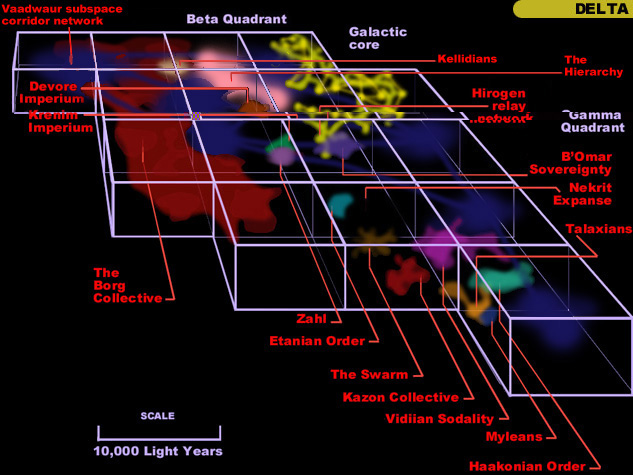 DELTA
Vaadwaur subspace
corridor network
Beta Quadrant
Galactic
core
Kellidians
The
Hierarchy
Devore
Imperium
Hirogen
relay
Krenim
Imperium
Gamma
Quadrant
B'Omar
Sovereignty
Nekrit
Expanse
Talaxians
The
Borg
Collective
Zahl
Etanian Order
The Swarm
Kazon Collective
Vidiian Sodality
Myleans
Haakonian Order
SCALE
10,000 Light Years